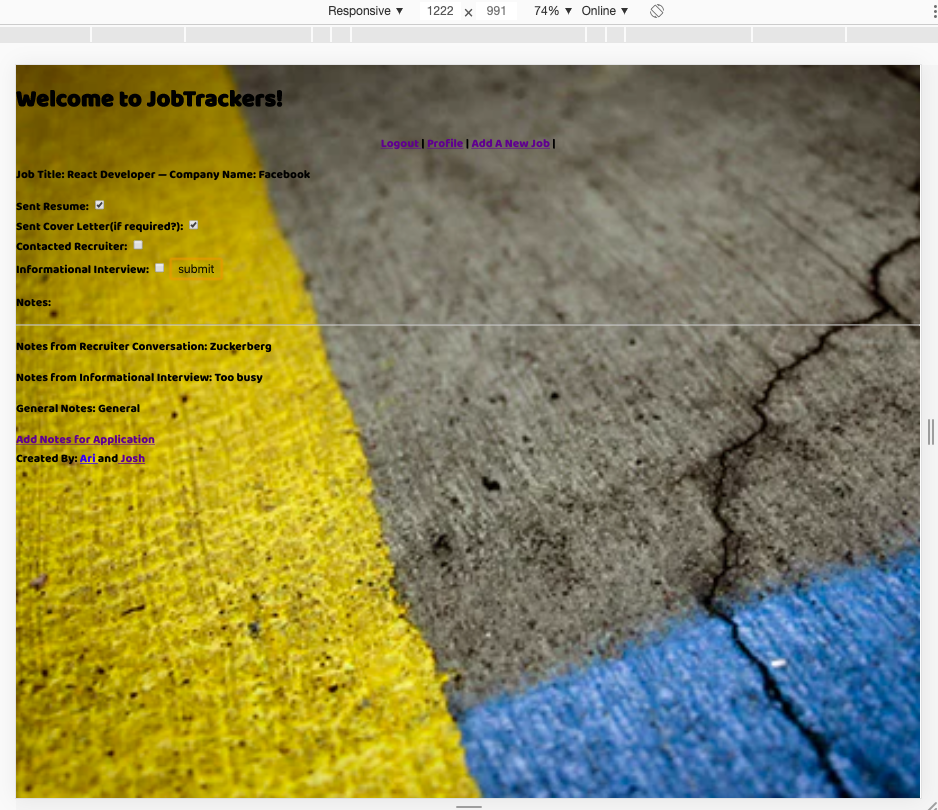 Responsive ▼ 1222 × 991 74% ▼ Online ▼
Welcome to JobTrackers!
Logout | Profile | Add A New Job |
Job Title: React Developer — Company Name: Facebook
Sent Resume:
Sent Cover Letter(if required?):
Contacted Recruiter:
Informational Interview: submit
Notes:
Notes from Recruiter Conversation: Zuckerberg
Notes from Informational Interview: Too busy
General Notes: General
Add Notes for Application
Created By: Ari and Josh